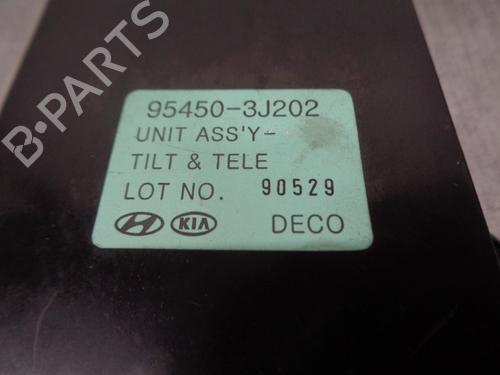 B-PARTS
95450-3J202
UNIT ASS'Y-
TILT & TELE
LOT NO. 90529
KIA DECO